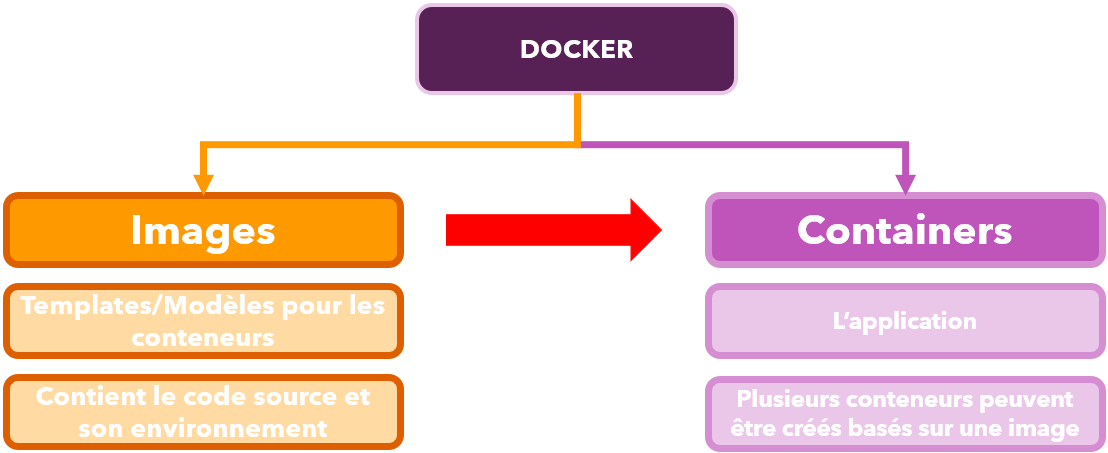 DOCKER
Images
Containers
Templates/Modèles pour les
conteneurs
L’application
Contient le code source et
son environnement
Plusieurs conteneurs peuvent
être créés basés sur une image